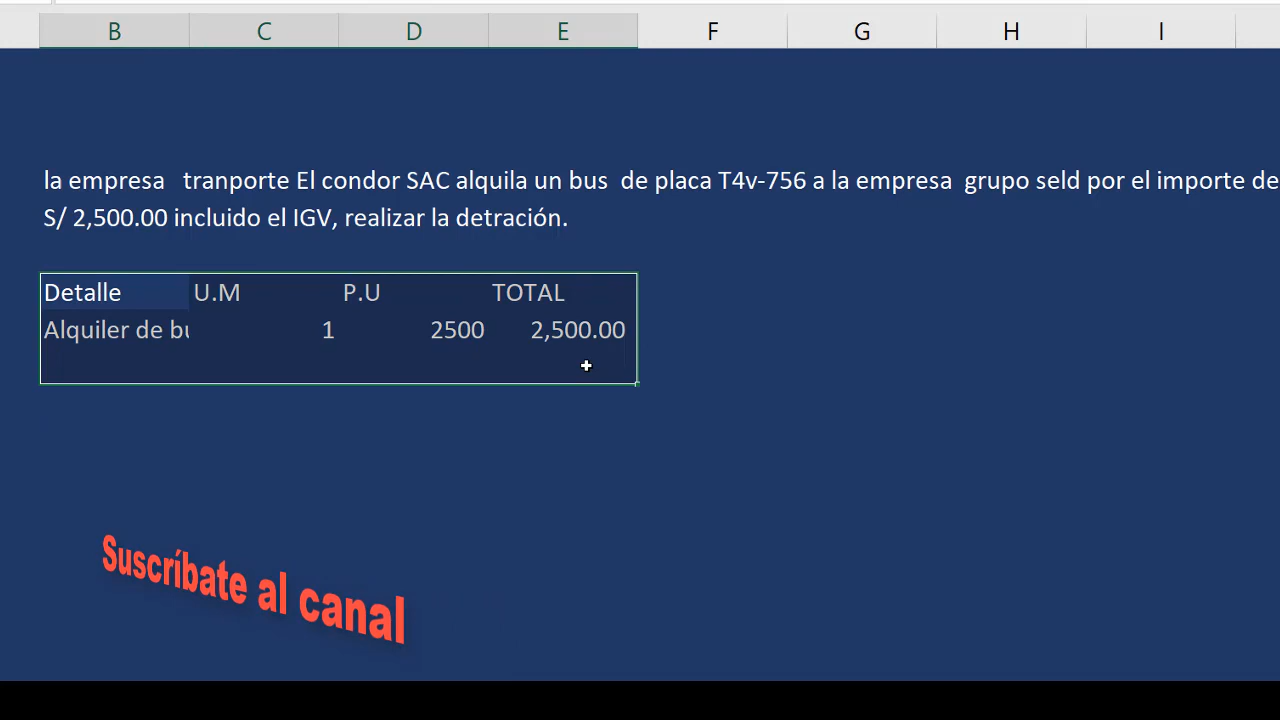 B C D E F G H I
la empresa tranporte El condor SAC alquila un bus de placa T4v-756 a la empresa grupo seld por el importe de
S/ 2,500.00 incluido el IGV, realizar la detración.
Detalle U.M P.U TOTAL
Alquiler de bu 1 2500 2,500.00
Suscríbate al canal